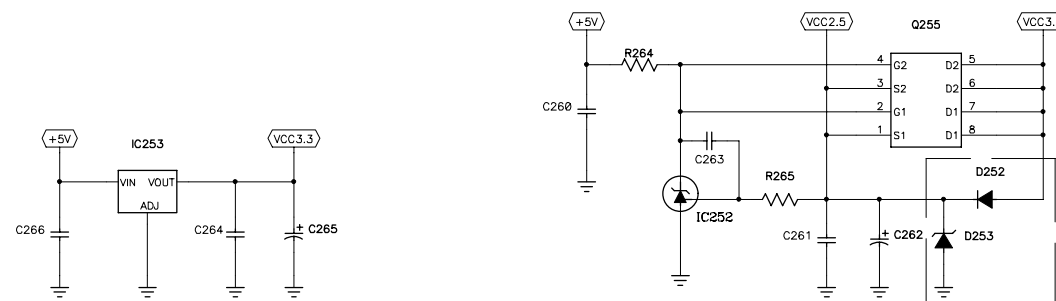 +5V
VCC2.5
Q255
VCC3.
R264
4 G2 D2 5
3 S2 D2 6
C260
2 G1 D1 7
1 S1 D1 8
+5V
IC253
VCC3.3
C263
VIN VOUT
R265
D252
ADJ
IC252
C266
C264
+ C265
C261
+ C262
D253